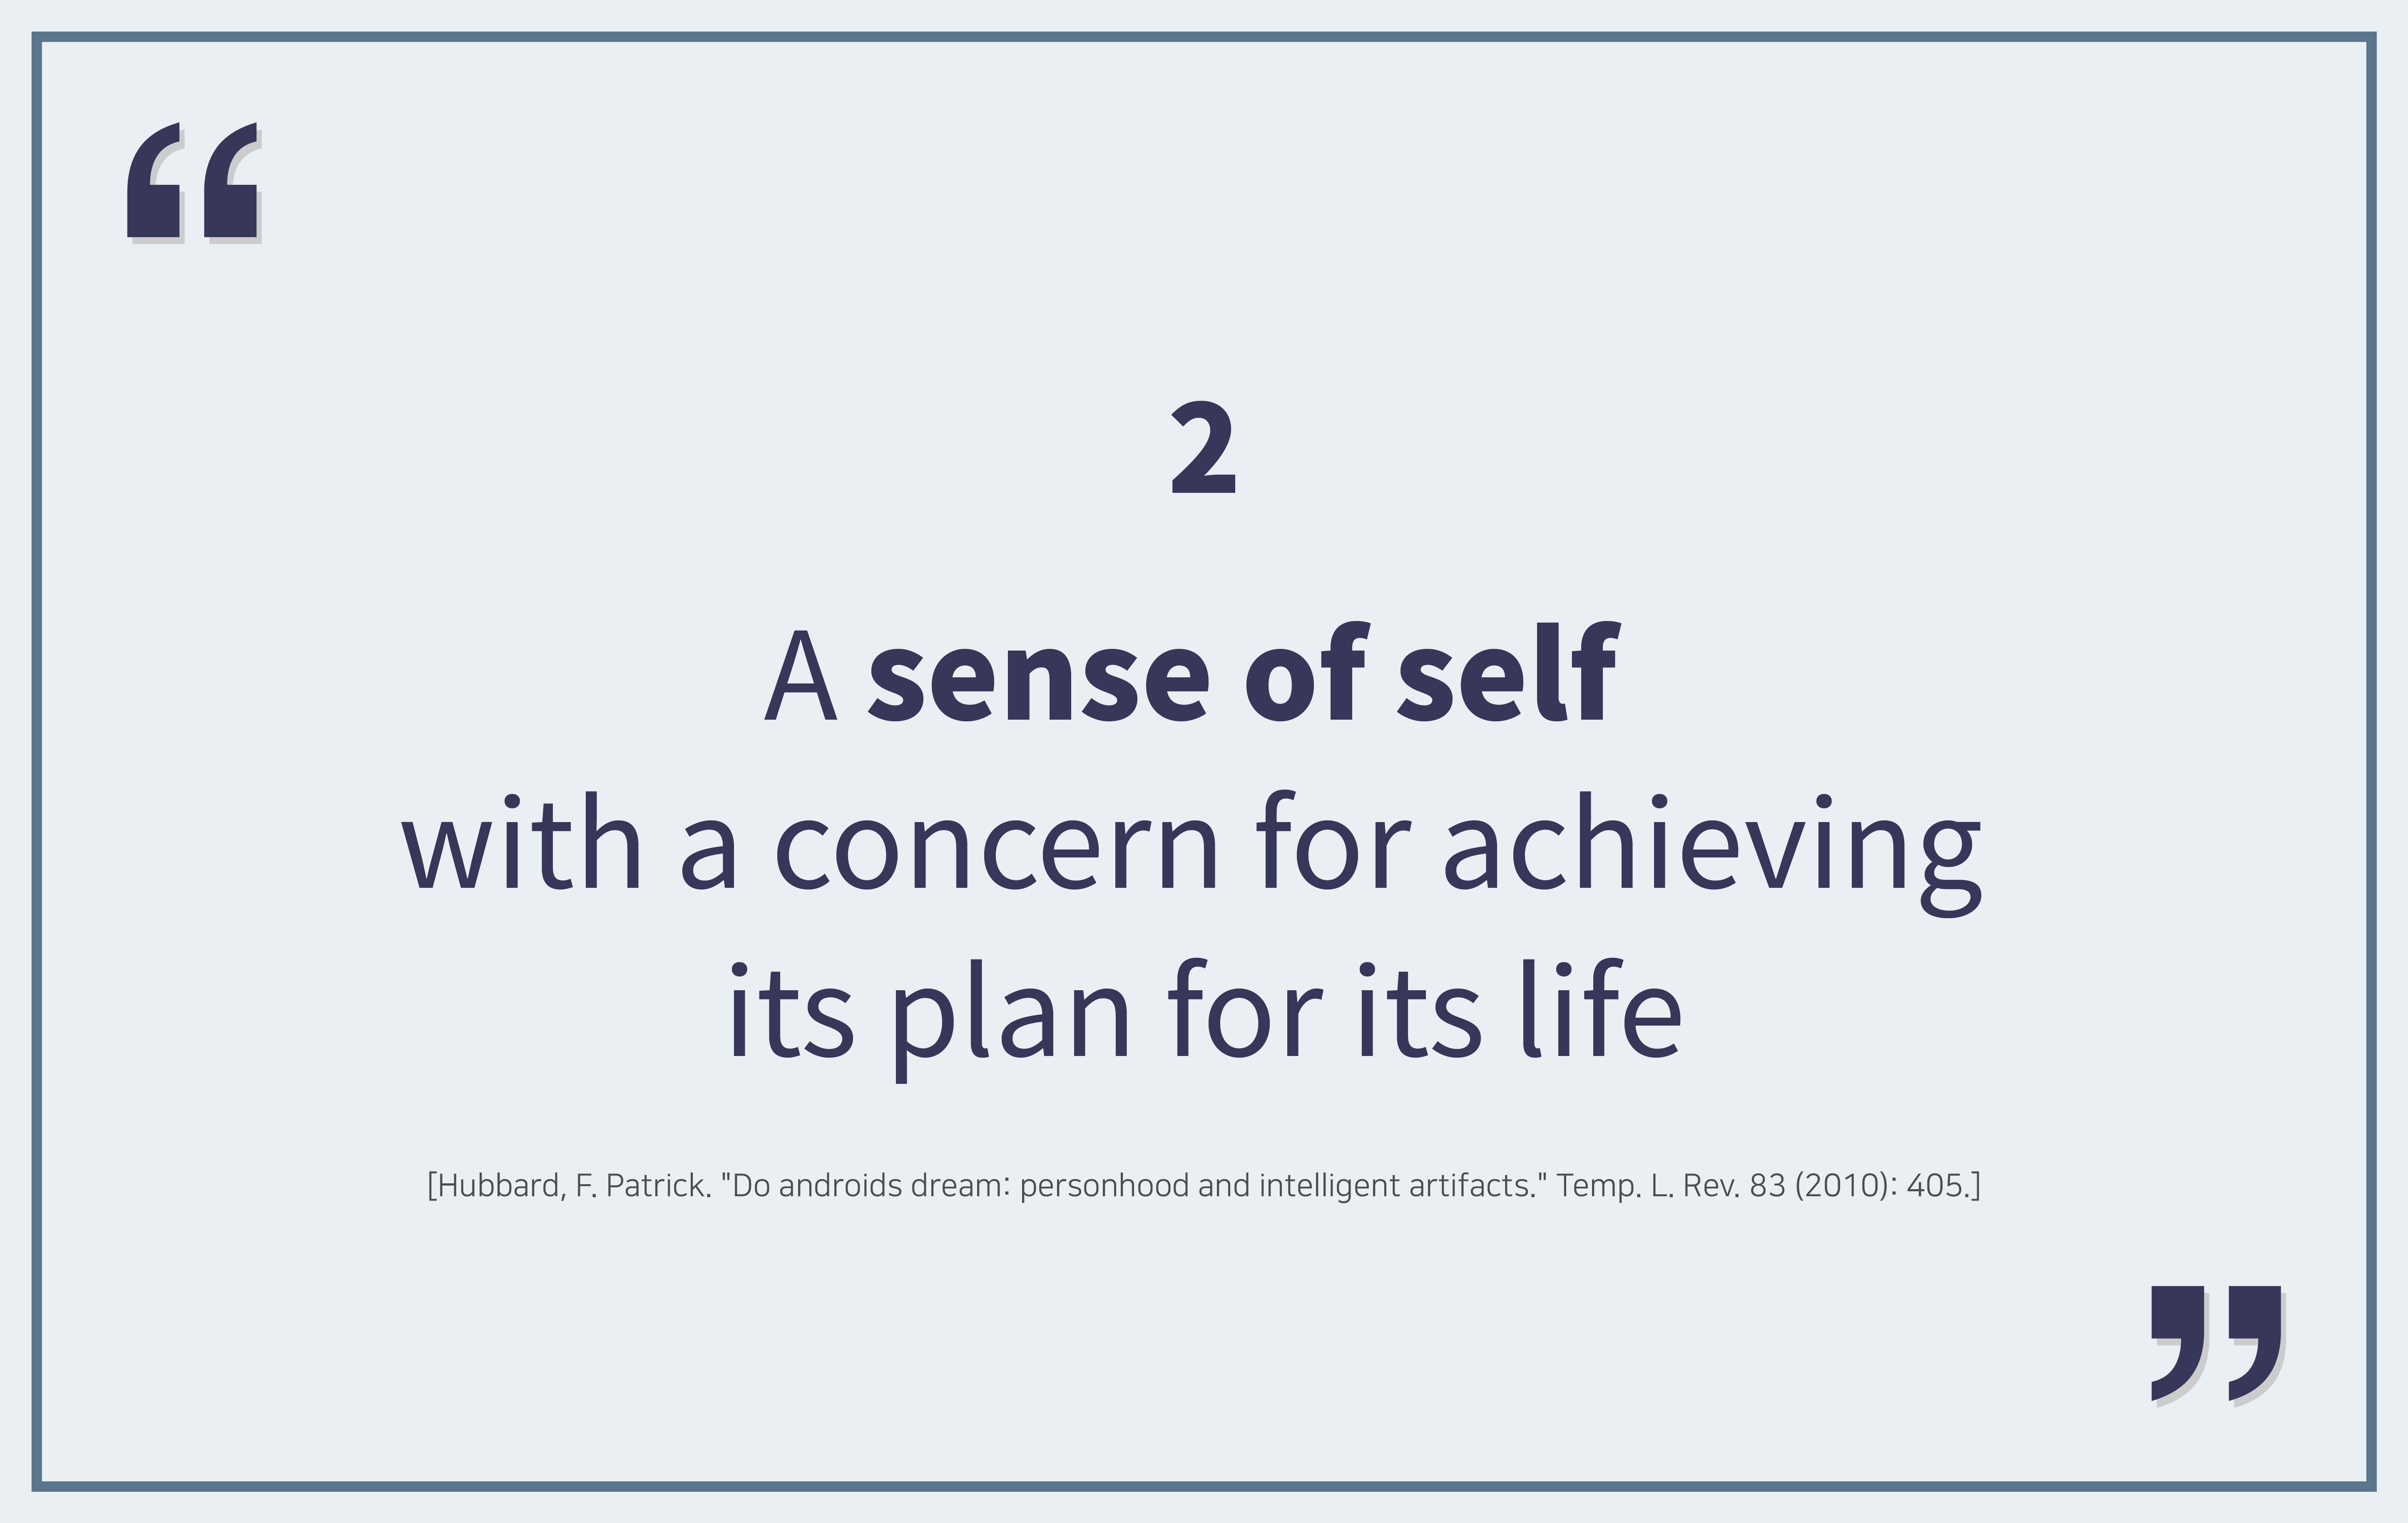 “
2
A sense of self
with a concern for achieving
its plan for its life
[Hubbard, F. Patrick. "Do androids dream: personhood and intelligent artifacts." Temp. L. Rev. 83 (2010): 405.]
”